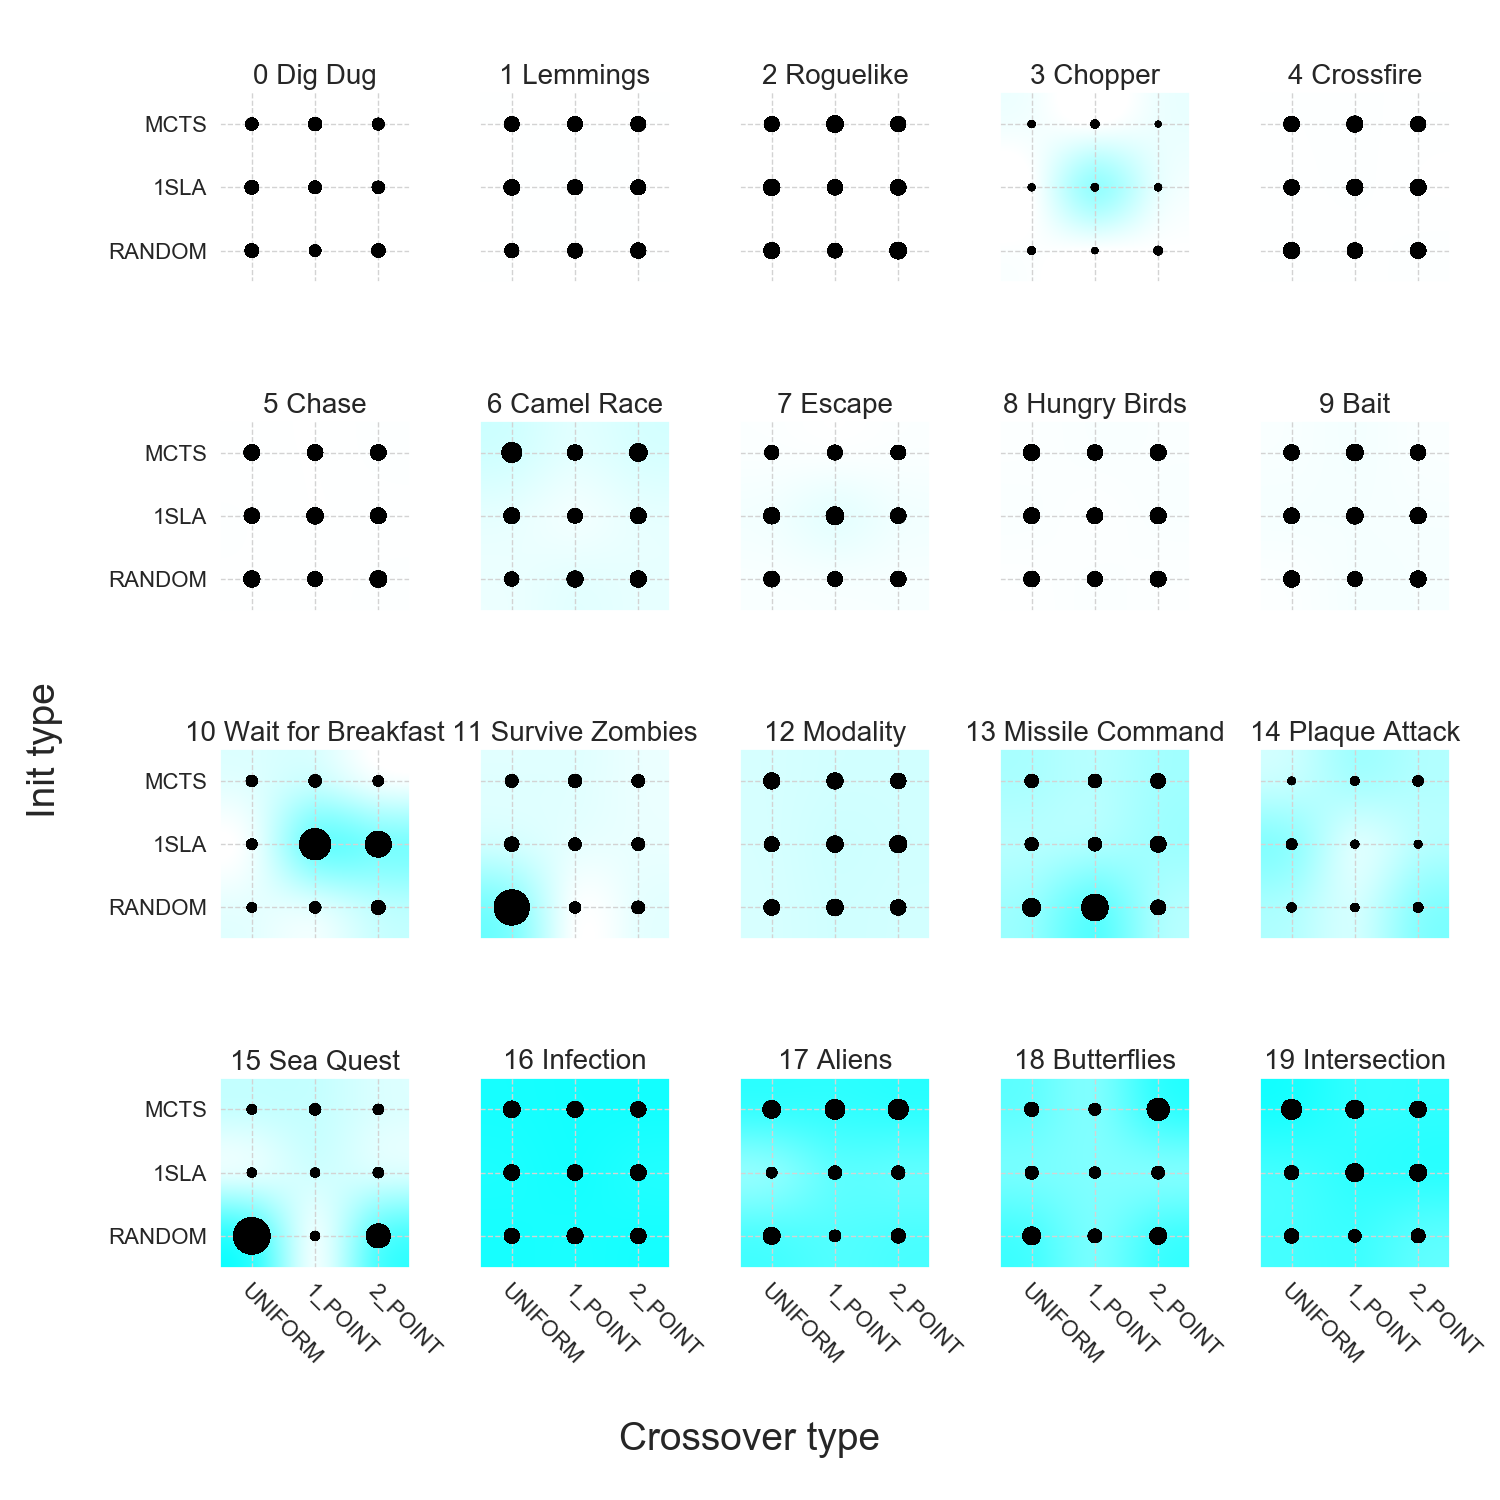 0 Dig Dug 1 Lemmings 2 Roguelike 3 Chopper 4 Crossfire
MCTS
1SLA
RANDOM
5 Chase 6 Camel Race 7 Escape 8 Hungry Birds 9 Bait
MCTS
1SLA
RANDOM
Init type
10 Wait for Breakfast 11 Survive Zombies 12 Modality 13 Missile Command 14 Plaque Attack
MCTS
1SLA
RANDOM
15 Sea Quest 16 Infection 17 Aliens 18 Butterflies 19 Intersection
MCTS
1SLA
RANDOM
UNIFORM 1_POINT 2_POINT UNIFORM 1_POINT 2_POINT UNIFORM 1_POINT 2_POINT UNIFORM 1_POINT 2_POINT UNIFORM 1_POINT 2_POINT
Crossover type